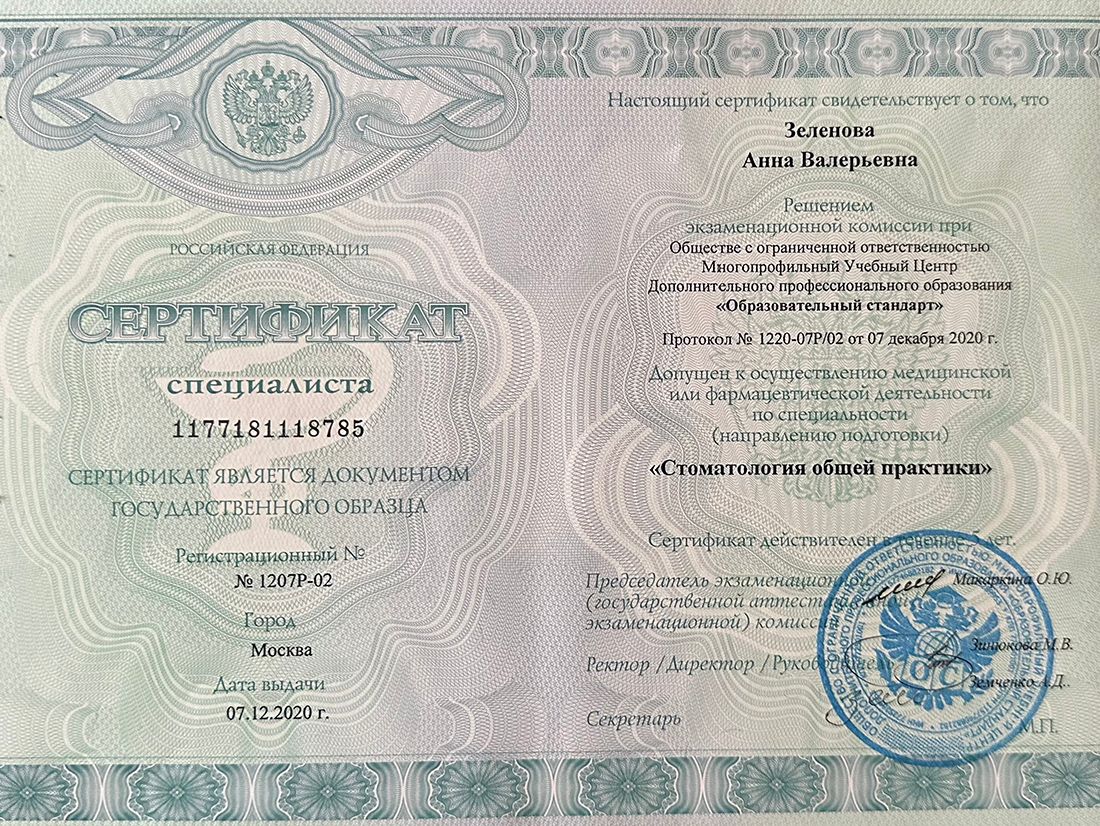 РОССИЙСКАЯ ФЕДЕРАЦИЯ
СЕРТИФИКАТ
специалиста
1177181118785
СЕРТИФИКАТ ЯВЛЯЕТСЯ ДОКУМЕНТОМ
ГОСУДАРСТВЕННОГО ОБРАЗЦА
Регистрационный №
№ 1207Р-02
Город
Москва
Дата выдачи
07.12.2020 г.
Настоящий сертификат свидетельствует о том, что
Зеленова
Анна Валерьевна
Решением
экзаменационной комиссии при
Обществе с ограниченной ответственностью
Многопрофильный Учебный Центр
Дополнительного профессионального образования
«Образовательный стандарт»
Протокол № 1220-07Р/02 от 07 декабря 2020 г.
Допущен к осуществлению медицинской
или фармацевтической деятельности
по специальности
(направлению подготовки)
«Стоматология общей практики»
Сертификат действителен в течение 5 лет.
Председатель экзаменационной Макаркина О.Ю.
(государственной аттестационной
экзаменационной) комиссии
Зинюкова М.В.
Ректор /Директор /Руководитель
Земченко А.Д.
Секретарь
М.П.